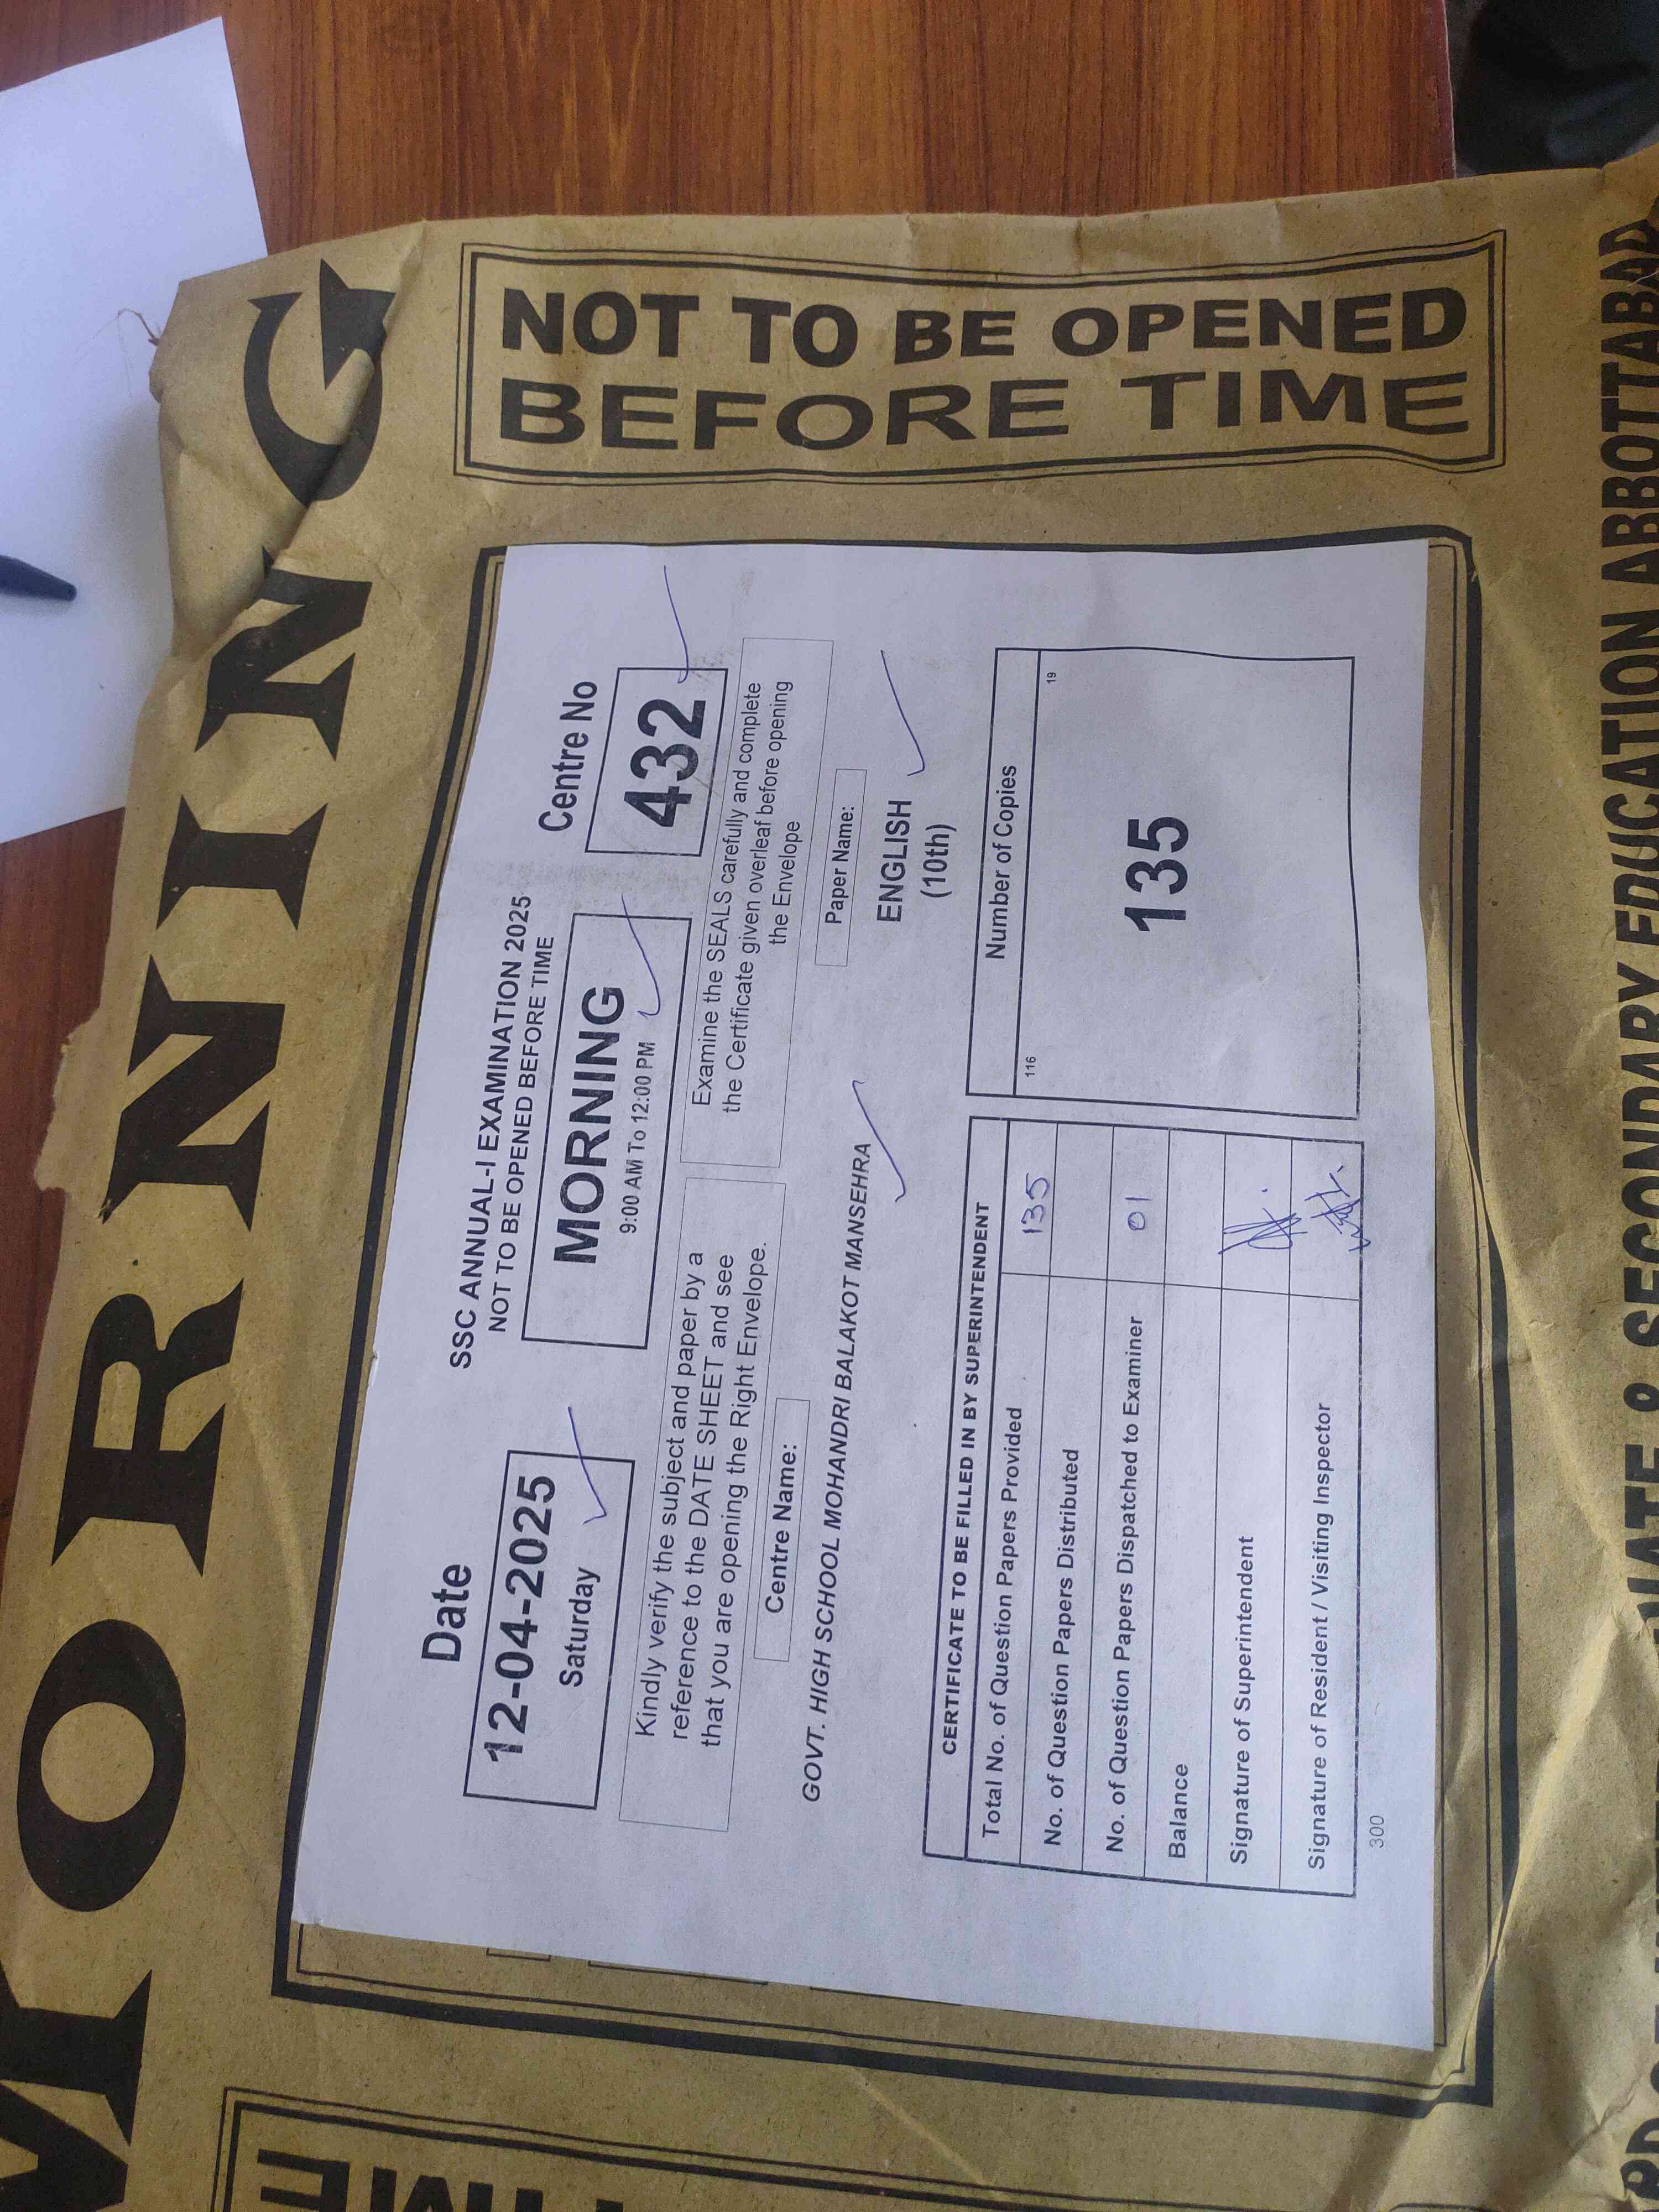 MORNING
NOT TO BE OPENED
BEFORE TIME
Date
12-04-2025
Saturday
SSC ANNUAL-I EXAMINATION 2025
NOT TO BE OPENED BEFORE TIME
MORNING
9:00 AM To 12:00 PM
Centre No
432
Kindly verify the subject and paper by a
reference to the DATE SHEET and see
that you are opening the Right Envelope.
Examine the SEALS carefully and complete
the Certificate given overleaf before opening
the Envelope
Centre Name:
GOVT. HIGH SCHOOL MOHANDRI BALAKOT MANSEHRA
Paper Name:
ENGLISH
(10th)
CERTIFICATE TO BE FILLED IN BY SUPERINTENDENT
Total No. of Question Papers Provided 135
No. of Question Papers Distributed
No. of Question Papers Dispatched to Examiner 01
Balance
Signature of Superintendent
Signature of Resident / Visiting Inspector
Number of Copies
116 19
135
300
& SECONDARY EDUCATION ABBOTTABAD